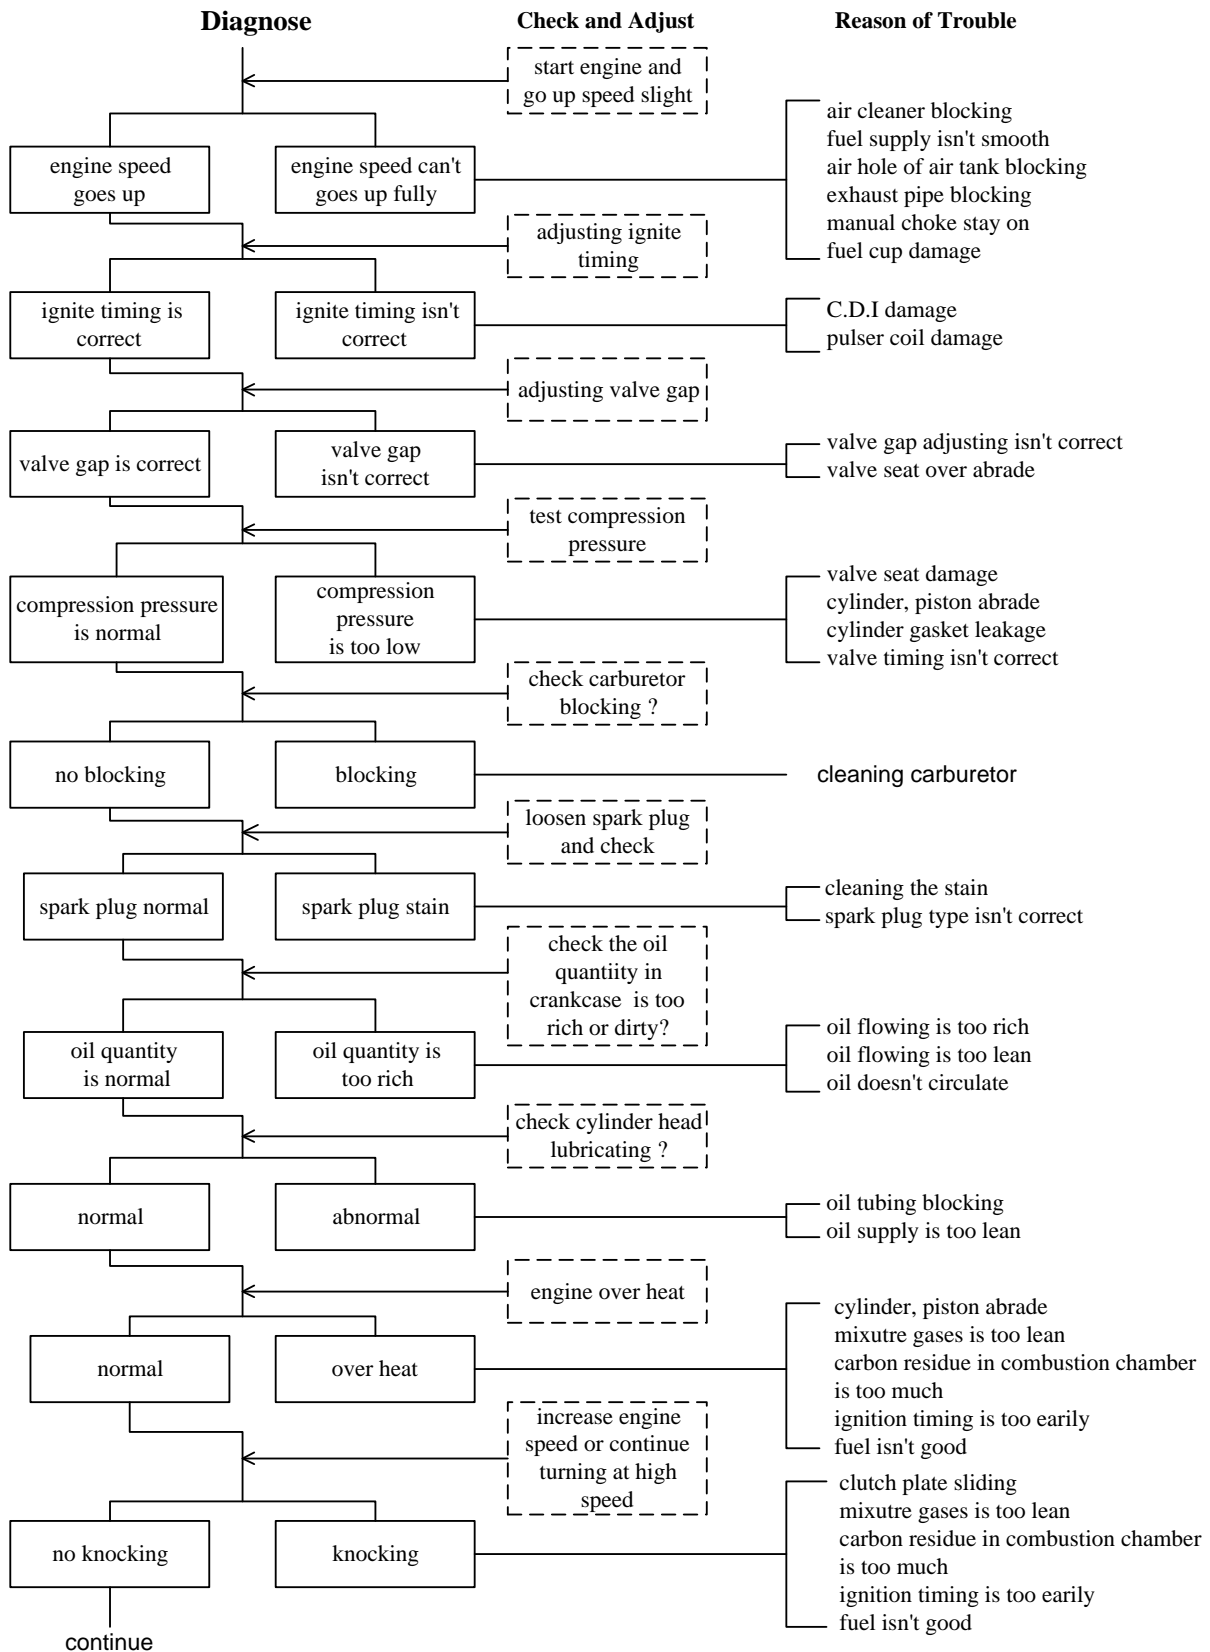 Diagnose
Check and Adjust
Reason of Trouble
start engine and
go up speed slight
engine speed
goes up
engine speed can't
goes up fully
air cleaner blocking
fuel supply isn't smooth
air hole of air tank blocking
exhaust pipe blocking
manual choke stay on
fuel cup damage
adjusting ignite
timing
ignite timing is
correct
ignite timing isn't
correct
C.D.I damage
pulser coil damage
adjusting valve gap
valve gap is correct
valve gap
isn't correct
valve gap adjusting isn't correct
valve seat over abrade
test compression
pressure
compression pressure
is normal
compression
pressure
is too low
valve seat damage
cylinder, piston abrade
cylinder gasket leakage
valve timing isn't correct
check carburetor
blocking ?
no blocking
blocking
cleaning carburetor
loosen spark plug
and check
spark plug normal
spark plug stain
cleaning the stain
spark plug type isn't correct
check the oil
quantiity in
crankcase  is too
rich or dirty?
oil quantity
is normal
oil quantity is
too rich
oil flowing is too rich
oil flowing is too lean
oil doesn't circulate
check cylinder head
lubricating ?
normal
abnormal
oil tubing blocking
oil supply is too lean
engine over heat
normal
over heat
cylinder, piston abrade
mixutre gases is too lean
carbon residue in combustion chamber
is too much
ignition timing is too earily
fuel isn't good
increase engine
speed or continue
turning at high
speed
no knocking
knocking
clutch plate sliding
mixutre gases is too lean
carbon residue in combustion chamber
is too much
ignition timing is too earily
fuel isn't good
continue